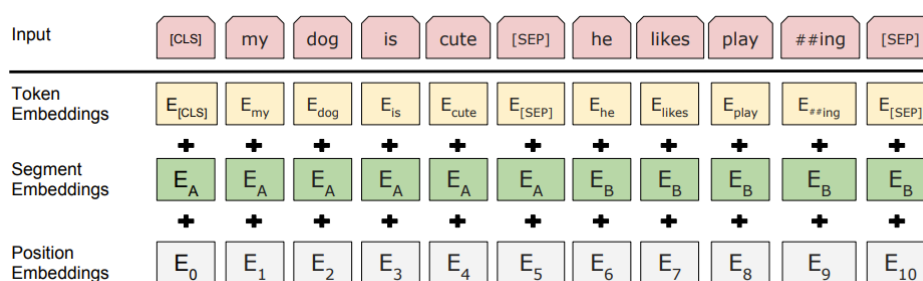 Input [CLS] my dog is cute [SEP] he likes play ##ing [SEP]
Token
Embeddings E[CLS] Emy Edog Eis Ecute E[SEP] Ehe Elikes Eplay E##ing E[SEP]
+ + + + + + + + + + +
Segment
Embeddings EA EA EA EA EA EA EB EB EB EB EB
+ + + + + + + + + + +
Position
Embeddings E0 E1 E2 E3 E4 E5 E6 E7 E8 E9 E10